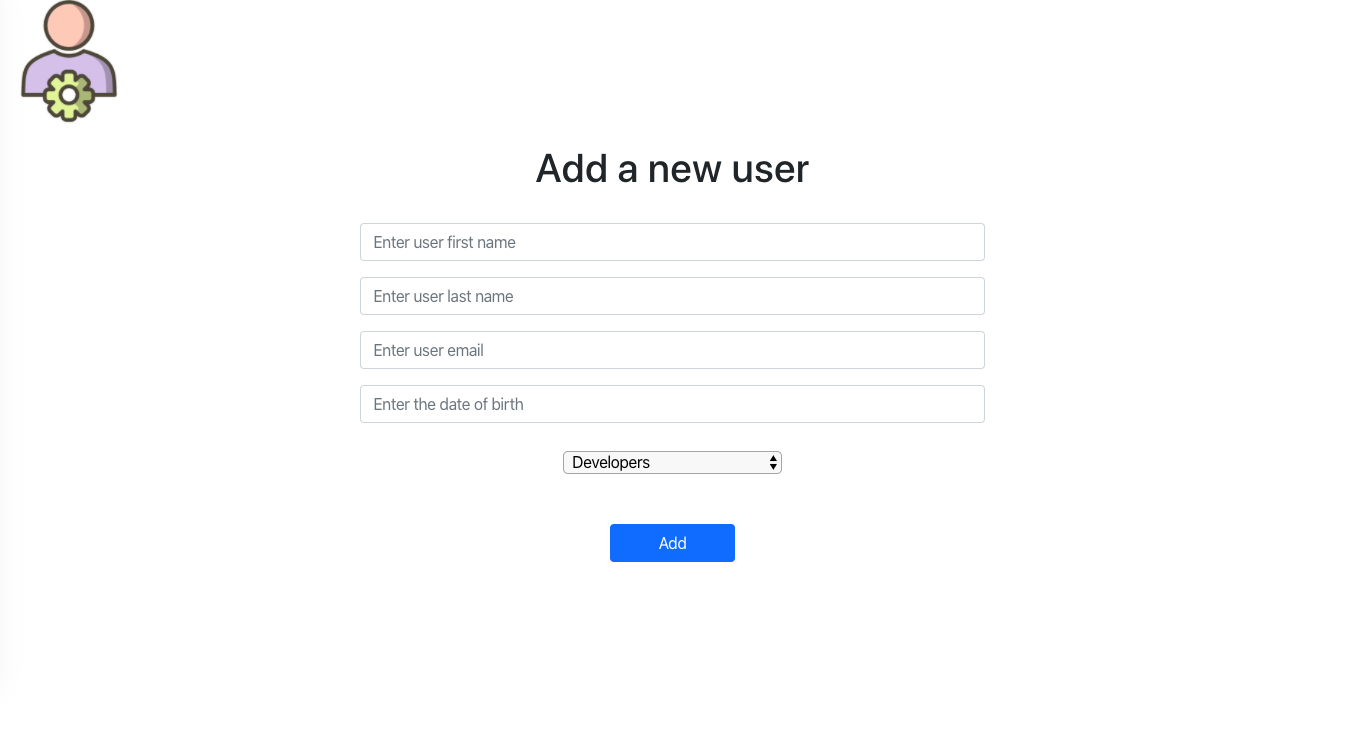 Add a new user
Enter user first name
Enter user last name
Enter user email
Enter the date of birth
Developers
Add